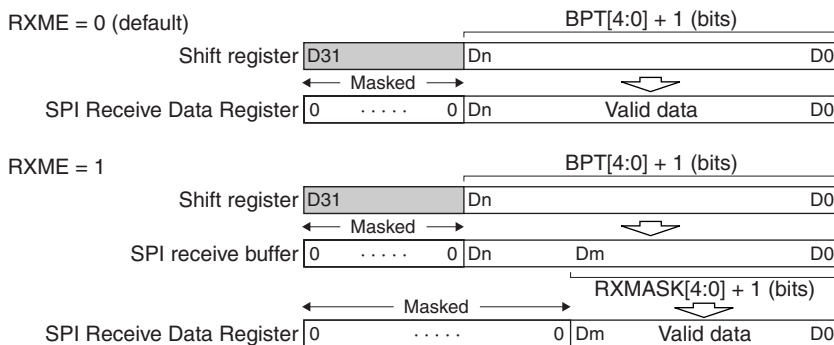 RXME = 0 (default)
BPT[4:0] + 1 (bits)
Shift register D31 Dn D0
Masked
SPI Receive Data Register 0 · · · · · 0 Dn Valid data D0
RXME = 1
BPT[4:0] + 1 (bits)
Shift register D31 Dn D0
Masked
SPI receive buffer 0 · · · · · 0 Dn Dm D0
RXMASK[4:0] + 1 (bits)
Masked
SPI Receive Data Register 0 · · · · · 0 Dm Valid data D0